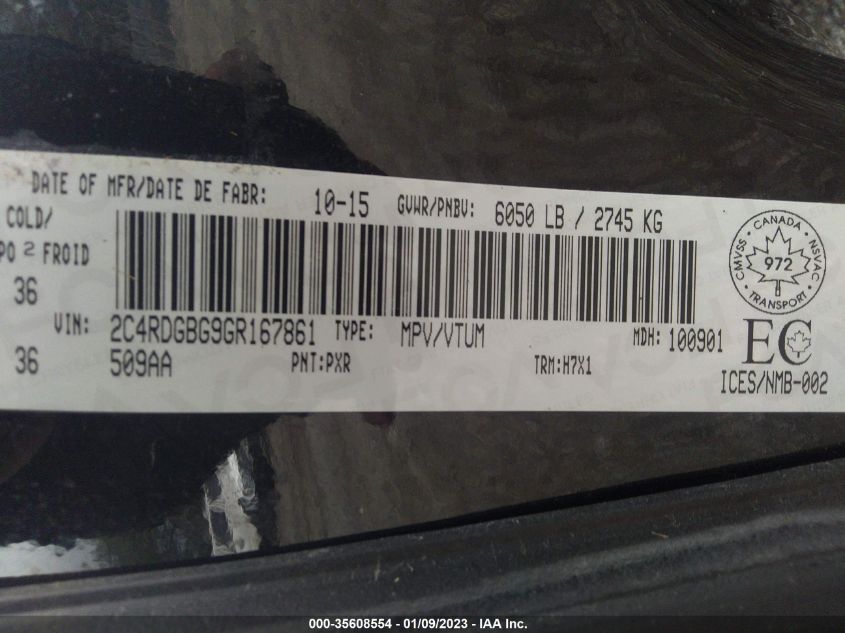 DATE OF MFR/DATE DE FABR: 10-15 GVWR/PNBV: 6050 LB / 2745 KG
COLD/
PO 2 FROID
36
VIN: 2C4RDGBG9GR167861 TYPE: MPV/VTUM MDH: 100901
36 509AA PNT:PXR TRM:H7X1
CANADA
CMVSS NSVAC
972
TRANSPORT
EC
ICES/NMB-002
000-35608554 / 01/09/2023 - IAA Inc.